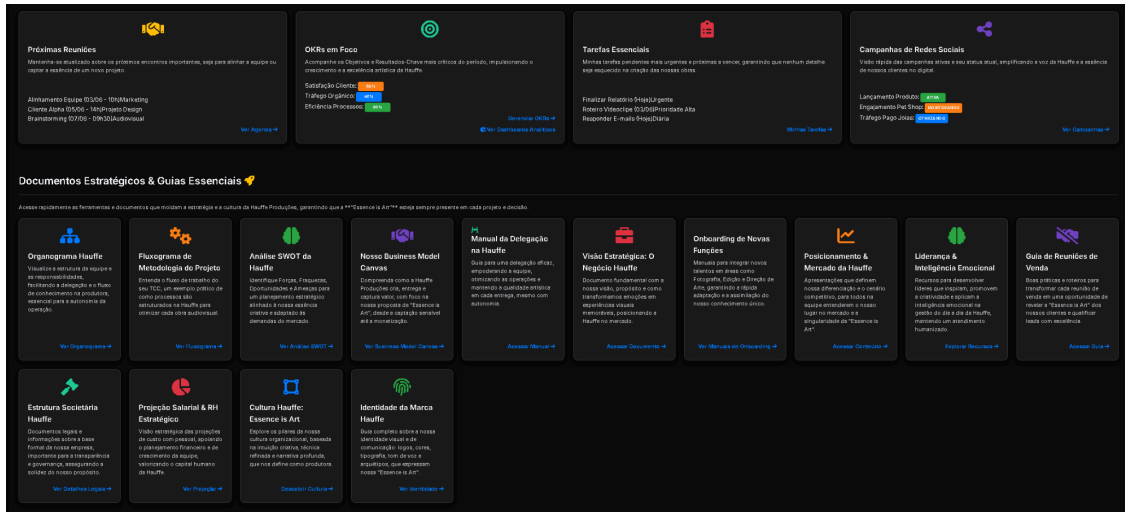 Próximas Reuniões
Mantenha-se atualizado sobre os próximos encontros importantes, seja para alinhar a equipe ou
captar a essência de um novo projeto.
Alinhamento Equipe (03/06 - 10h)Marketing
Cliente Alpha (05/06 - 14h)Projeto Design
Brainstorming (07/06 - 09h30)Audiovisual
Ver Agenda →
OKRs em Foco
Acompanhe os Objetivos e Resultados-Chave mais críticos do período, impulsionando o
crescimento e a excelência artística da Hauffe.
Satisfação Cliente:
Tráfego Orgânico:
Eficiência Processos:
Gerenciar OKRs →
Ver Dashboards Analíticos
Tarefas Essenciais
Minhas tarefas pendentes mais urgentes e próximas a vencer, garantindo que nenhum detalhe
seja esquecido na criação das nossas obras.
Finalizar Relatório (Hoje)Urgente
Roteiro Videoclipe (03/06)Prioridade Alta
Responder E-mails (Hoje)Diária
Minhas Tarefas →
Campanhas de Redes Sociais
Visão rápida das campanhas ativas e seu status atual, amplificando a voz da Hauffe e a essência
de nossos clientes no digital.
Lançamento Produto: ATIVA
Engajamento Pet Shop: MONITORANDO
Tráfego Pago Joias: OTIMIZANDO
Ver Campanhas →
Documentos Estratégicos & Guias Essenciais 🚀
Acesse rapidamente as ferramentas e documentos que moldam a estratégia e a cultura da Hauffe Produções, garantindo que a **"Essence is Art"** esteja sempre presente em cada projeto e decisão.
Organograma Hauffe
Visualize a estrutura da equipe e
as responsabilidades,
facilitando a delegação e o fluxo
de conhecimento na produtora,
essencial para a autonomia da
operação.
Ver Organograma →
Fluxograma de
Metodologia do Projeto
Entenda o fluxo de trabalho do
seu TCC, um exemplo prático de
como processos são
estruturados na Hauffe para
otimizar cada obra audiovisual.
Ver Fluxograma →
Análise SWOT da
Hauffe
Identifique Forças, Fraquezas,
Oportunidades e Ameaças para
um planejamento estratégico
alinhado à nossa essência
criativa e adaptado às
demandas do mercado.
Ver Análise SWOT →
Nosso Business Model
Canvas
Compreenda como a Hauffe
Produções cria, entrega e
captura valor, com foco na
nossa proposta de "Essence is
Art", desde a captação sensível
até a monetização.
Ver Business Model Canvas →
Manual da Delegação
na Hauffe
Guia para uma delegação eficaz,
empoderando a equipe,
otimizando as operações e
mantendo a qualidade artística
em cada entrega, mesmo com
autonomia.
Acessar Manual →
Visão Estratégica: O
Negócio Hauffe
Documento fundamental com a
nossa visão, propósito e como
transformamos emoções em
experiências visuais
memoráveis, posicionando a
Hauffe no mercado.
Acessar Documento →
Onboarding de Novas
Funções
Manuais para integrar novos
talentos em áreas como
Fotografia, Edição e Direção de
Arte, garantindo a rápida
adaptação e a assimilação do
nosso conhecimento único.
Ver Manuais de Onboarding →
Posicionamento &
Mercado da Hauffe
Apresentações que definem
nossa diferenciação e o cenário
competitivo, para todos na
equipe entenderem o nosso
lugar no mercado e a
singularidade da "Essence is
Art".
Acessar Conteúdo →
Liderança &
Inteligência Emocional
Recursos para desenvolver
líderes que inspiram, promovem
a criatividade e aplicam a
inteligência emocional na
gestão do dia a dia da Hauffe,
mantendo um atendimento
humanizado.
Explorar Recursos →
Guia de Reuniões de
Venda
Boas práticas e roteiros para
transformar cada reunião de
venda em uma oportunidade de
revelar a "Essence is Art" dos
nossos clientes e qualificar
leads com excelência.
Acessar Guia →
Estrutura Societária
Hauffe
Documentos legais e
informações sobre a base
formal da nossa empresa,
importante para a transparência
e governança, assegurando a
solidez do nosso propósito.
Ver Detalhes Legais →
Projeção Salarial & RH
Estratégico
Visão estratégica das projeções
de custo com pessoal, apoiando
o planejamento financeiro e de
crescimento da equipe,
valorizando o capital humano
da Hauffe.
Ver Projeção →
Cultura Hauffe:
Essence is Art
Explore os pilares da nossa
cultura organizacional, baseada
na intuição criativa, técnica
refinada e narrativa profunda,
que nos define como produtora.
Descobrir Cultura →
Identidade da Marca
Hauffe
Guia completo sobre a nossa
identidade visual e de
comunicação: logos, cores,
tipografia, tom de voz e
arquétipos, que expressam
nossa "Essence is Art".
Ver Identidade →